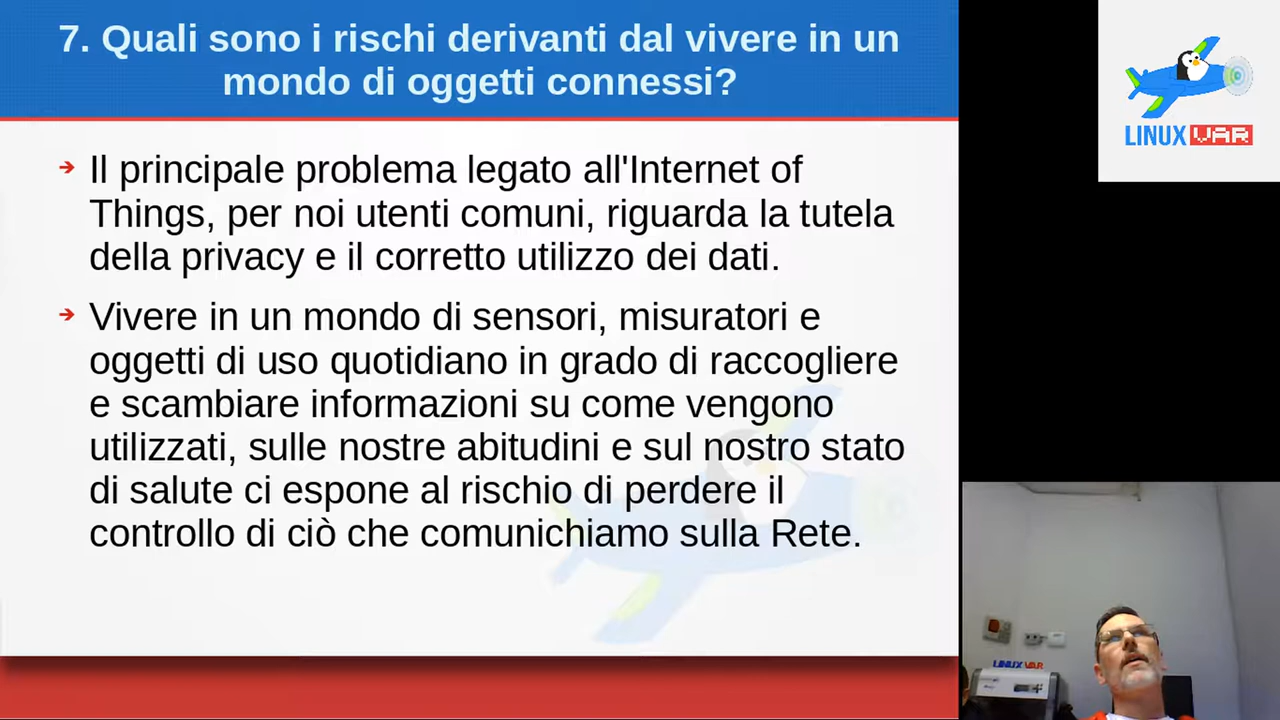 7. Quali sono i rischi derivanti dal vivere in un
mondo di oggetti connessi?
Il principale problema legato all'Internet of
Things, per noi utenti comuni, riguarda la tutela
della privacy e il corretto utilizzo dei dati.
Vivere in un mondo di sensori, misuratori e
oggetti di uso quotidiano in grado di raccogliere
e scambiare informazioni su come vengono
utilizzati, sulle nostre abitudini e sul nostro stato
di salute ci espone al rischio di perdere il
controllo di ciò che comunichiamo sulla Rete.
LINUX VAR
LINUX VAR